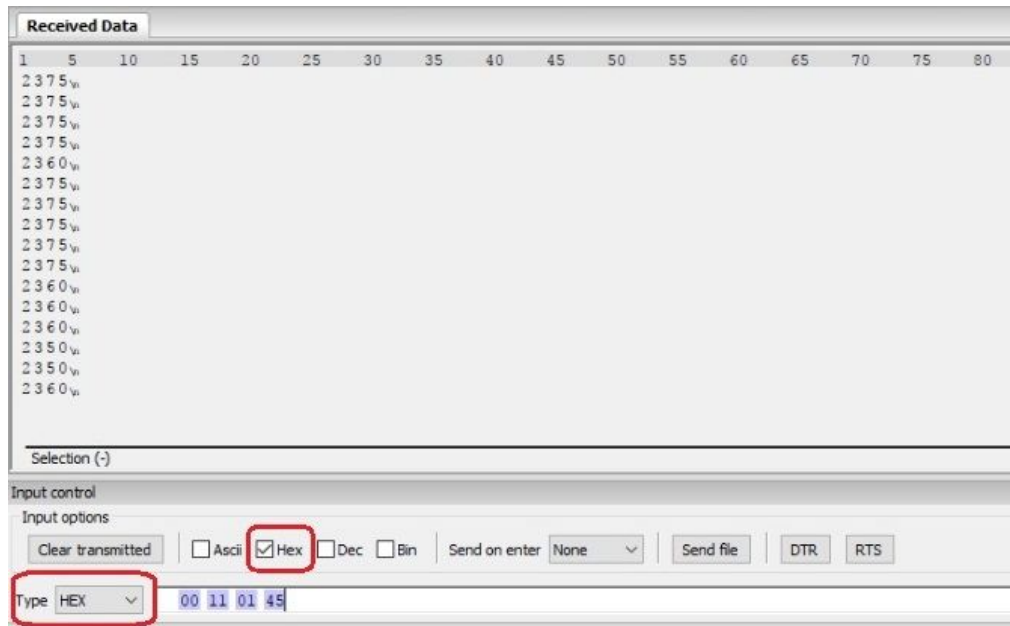 Received Data
1 5 10 15 20 25 30 35 40 45 50 55 60 65 70 75 80
2375\n
2375\n
2375\n
2375\n
2360\n
2375\n
2375\n
2375\n
2375\n
2375\n
2360\n
2360\n
2360\n
2350\n
2350\n
2360\n
Selection (-)
Input control
Input options
Clear transmitted Ascii Hex Dec Bin Send on enter None Send file DTR RTS
Type HEX 00 11 01 45